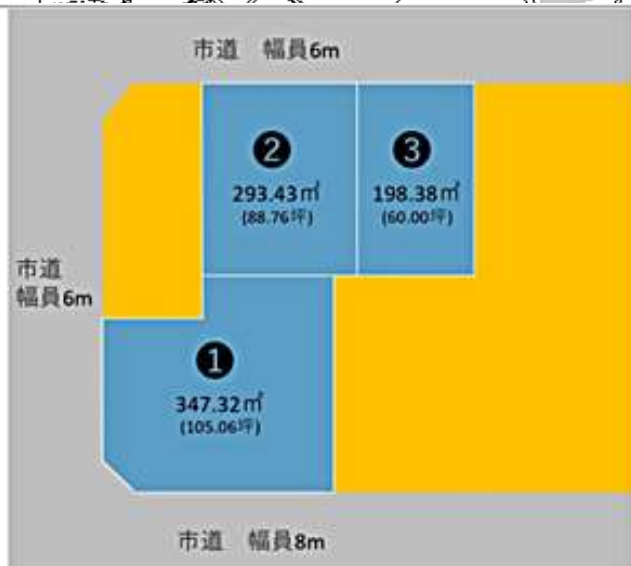 市道 幅員6m
❷
293.43㎡
(88.76坪)
❸
198.38㎡
(60.00坪)
市道
幅員6m
❶
347.32㎡
(105.06坪)
市道 幅員8m